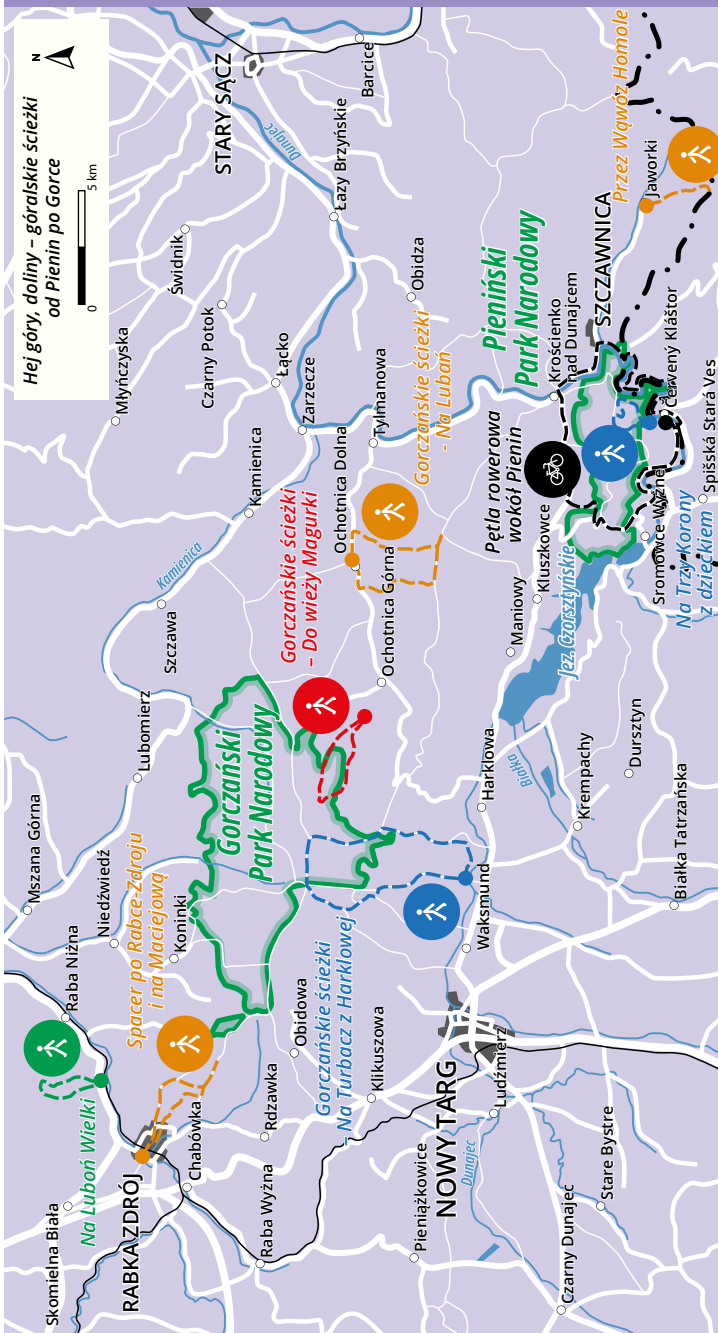 Hej góry, doliny – góralskie ścieżki
od Pienin po Gorce
0
5 km
N
Skomielna Biała
Na Luboń Wielki
Raba Niżna
Mszana Górna
Niedźwiedź
Lubomierz
Szczawa
Młyńczyska
Świdnik
Czarny Potok
STARY SĄCZ
RABKA ZDRÓJ
Chabówka
Spacer po Rabce-Zdroju
i na Maciejową
Koninki
Gorczański
Park Narodowy
Kamienica
Kamienica
Łącko
Zarzecze
Dunajec
Łazy Brzyńskie
Barcice
Raba Wyżna
Rdzawka
Obidowa
Gorczańskie ścieżki
– Do wieży Magurki
Ochotnica Dolna
Tylmanowa
Obidza
Gorczańskie ścieżki
– Na Turbacz z Harklowej
Klikuszowa
Ochotnica Górna
Gorczańskie ścieżki
- Na Lubań
Pieniążkowice
NOWY TARG
Dunajec
Ludźmierz
Waksmund
Harklowa
Maniowy
Kluszkowce
Pętla rowerowa
wokół Pienin
Pieniński
Park Narodowy
Krościenko
nad Dunajcem
SZCZAWNICA
Przez Wąwóz Homole
Jaworki
Białka
Jez. Czorsztyńskie
Czarny Dunajec
Stare Bystre
Krempachy
Dursztyn
Białka Tatrzańska
Sromowce Wyżne
Na Trzy Korony
z dzieckiem
Červený Kláštor
Spišská Stará Ves